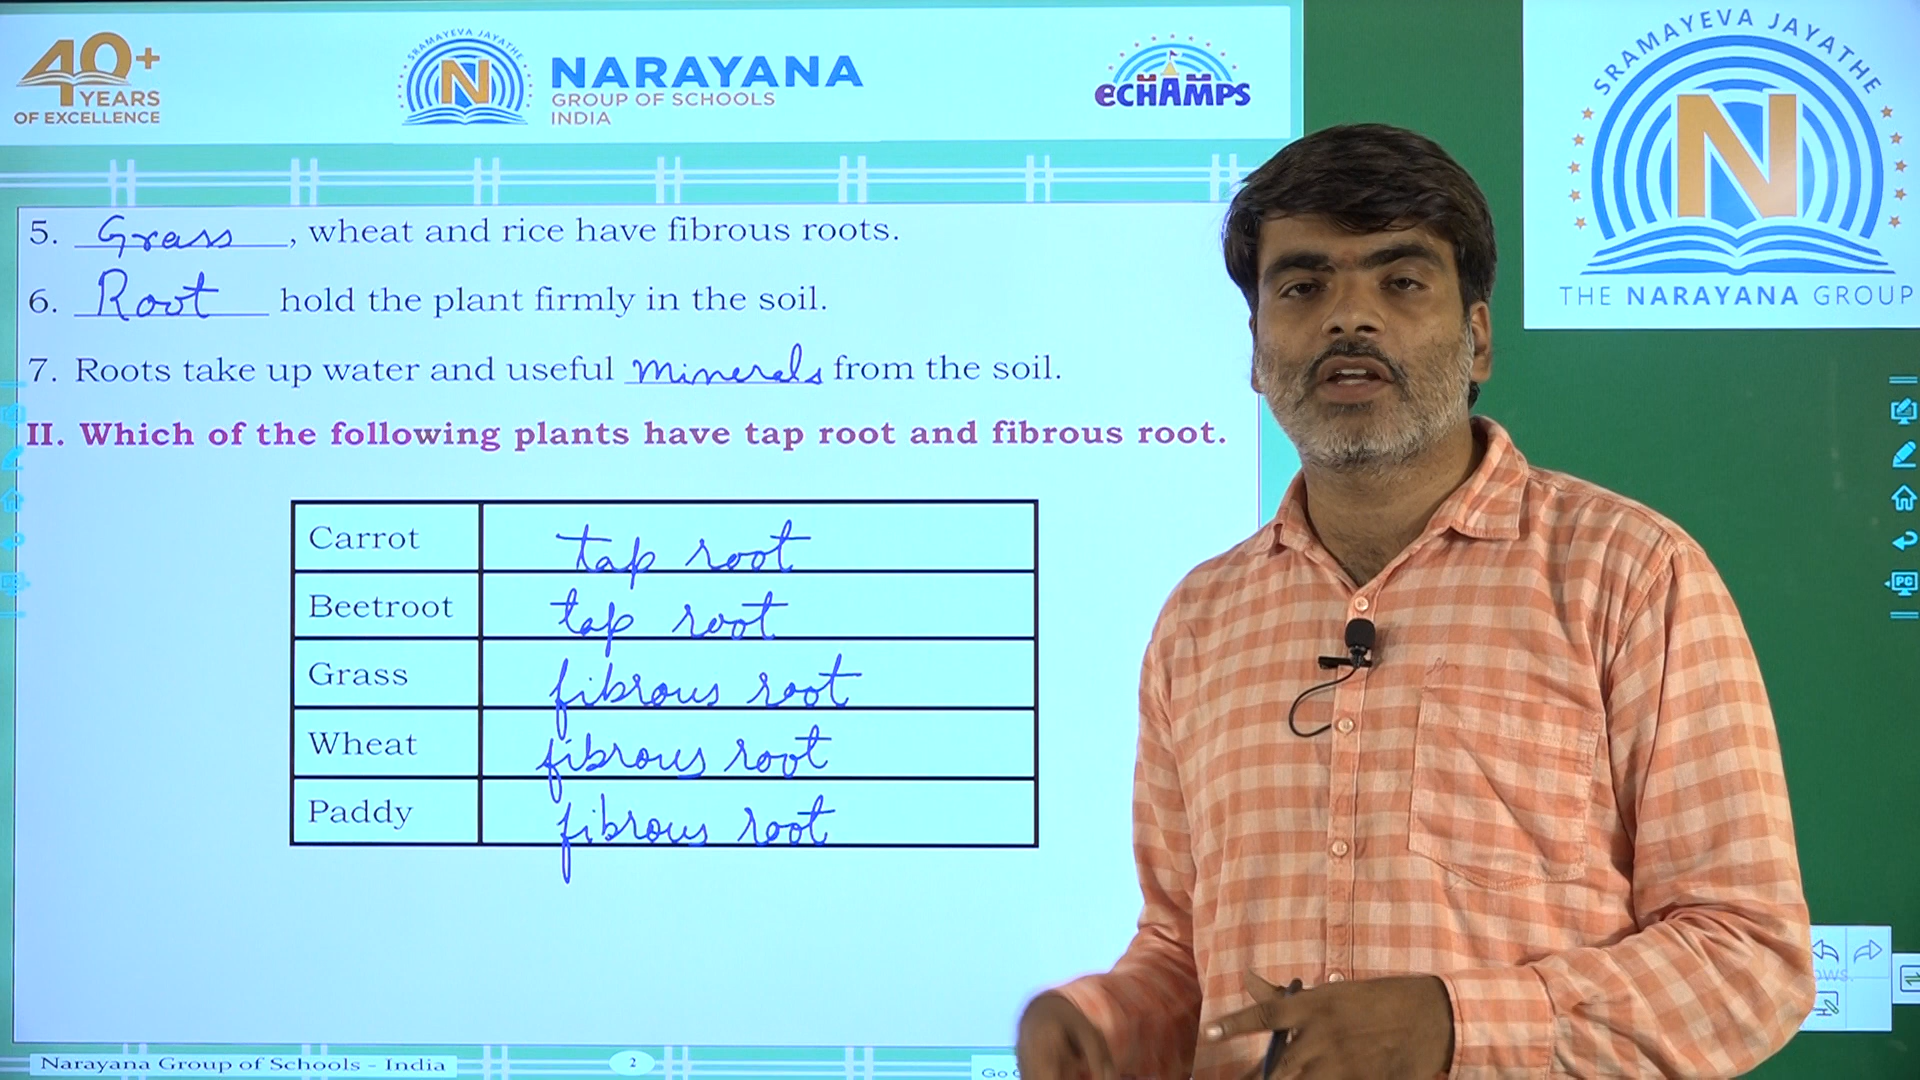 40+
YEARS
OF EXCELLENCE
SRAMAYEVA JAYATHE
N
NARAYANA
GROUP OF SCHOOLS
INDIA
eCHAMPS
SRAMAYEVA JAYATHE
N
THE NARAYANA GROUP
5. Grass, wheat and rice have fibrous roots.
6. Root hold the plant firmly in the soil.
7. Roots take up water and useful minerals from the soil.
II. Which of the following plants have tap root and fibrous root.
Carrot tap root
Beetroot tap root
Grass fibrous root
Wheat fibrous root
Paddy fibrous root
PC
Narayana Group of Schools - India
2
Go